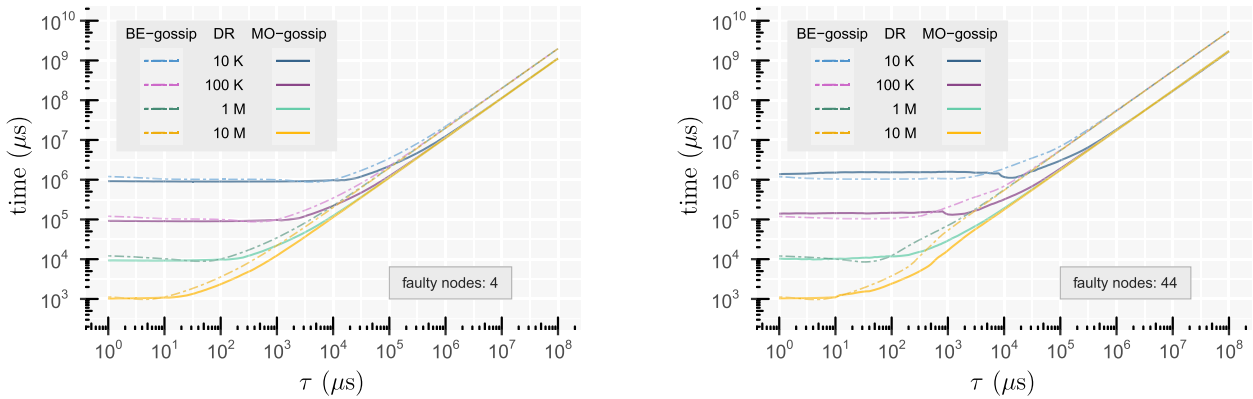 BE−gossip DR MO−gossip
10 K
100 K
1 M
10 M
time (μs)
10^10
10^9
10^8
10^7
10^6
10^5
10^4
10^3
faulty nodes: 4
10^0 10^1 10^2 10^3 10^4 10^5 10^6 10^7 10^8
τ (μs)
BE−gossip DR MO−gossip
10 K
100 K
1 M
10 M
time (μs)
10^10
10^9
10^8
10^7
10^6
10^5
10^4
10^3
faulty nodes: 44
10^0 10^1 10^2 10^3 10^4 10^5 10^6 10^7 10^8
τ (μs)